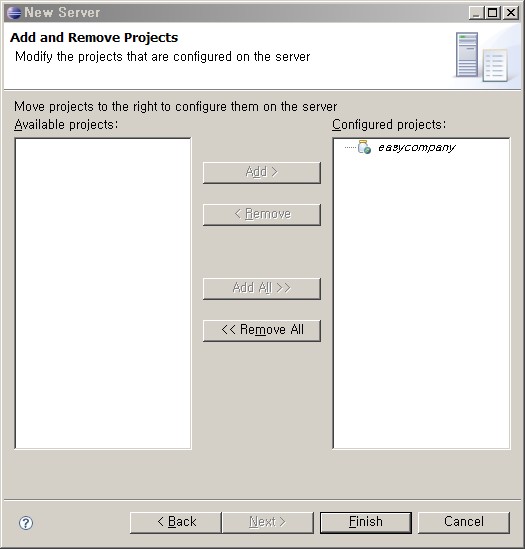 New Server
Add and Remove Projects
Modify the projects that are configured on the server
Move projects to the right to configure them on the server
Available projects:
Configured projects:
easycompany
Add >
< Remove
Add All >>
<< Remove All
?
< Back
Next >
Finish
Cancel